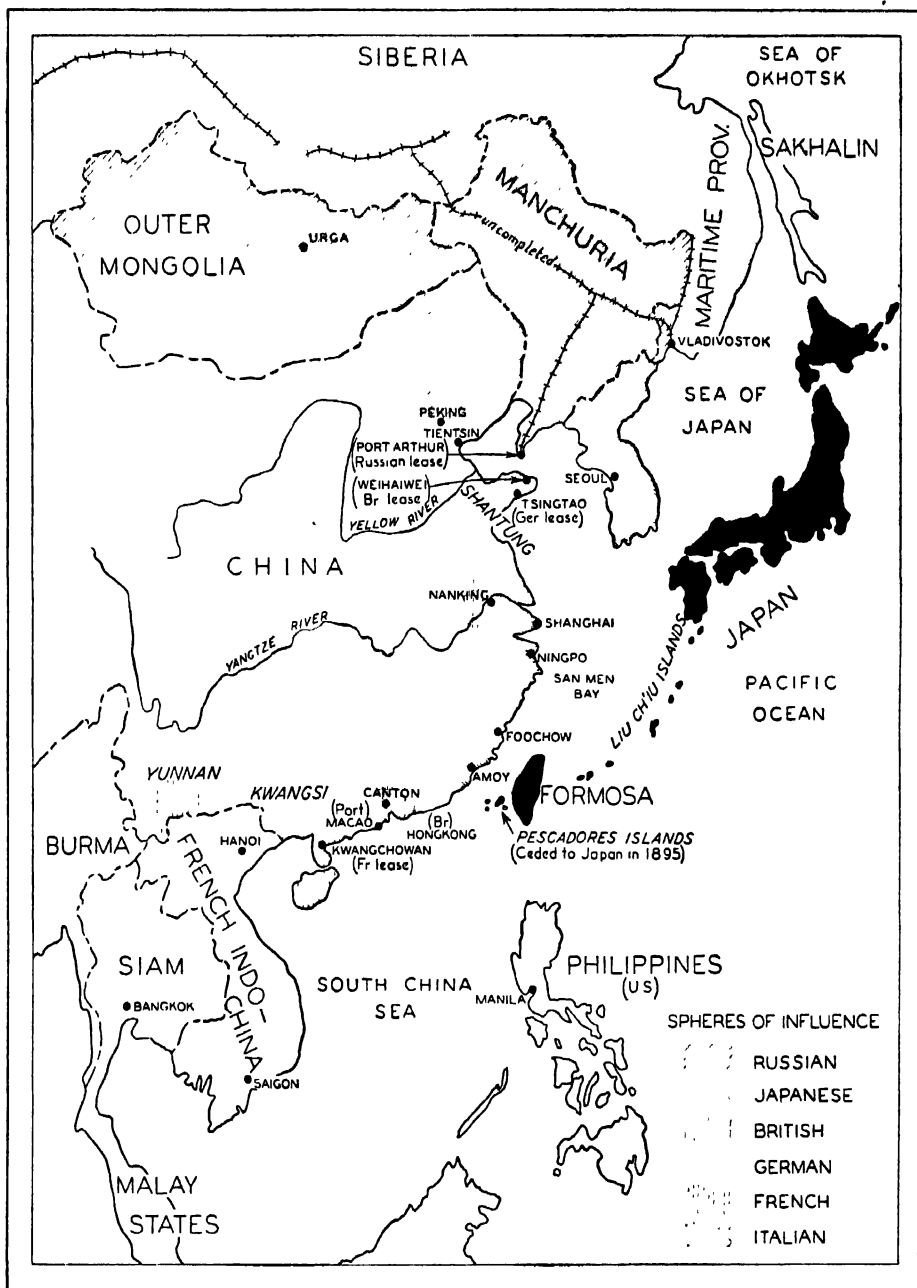 SIBERIA
SEA OF
OKHOTSK
SAKHALIN
MARITIME PROV.
MANCHURIA
OUTER
MONGOLIA
URGA
uncompleted
VLADIVOSTOK
SEA OF
JAPAN
PEKING
TIENTSIN
(PORT ARTHUR
Russian lease)
(WEIHAIWEI
Br lease)
SEOUL
TSINGTAO
(Ger lease)
YELLOW RIVER
SHANTUNG
CHINA
NANKING
SHANGHAI
YANGTZE RIVER
NINGPO
SAN MEN
BAY
JAPAN
LIU CH'IU ISLANDS
PACIFIC
OCEAN
FOOCHOW
YUNNAN
AMOY
KWANGSI
CANTON
FORMOSA
(Port)
MACAO
(Br)
HONGKONG
PESCADORES ISLANDS
(Ceded to Japan in 1895)
BURMA
HANOI
KWANGCHOWAN
(Fr lease)
FRENCH INDO-
CHINA
SIAM
BANGKOK
SOUTH CHINA
SEA
PHILIPPINES
(US)
MANILA
SAIGON
MALAY
STATES
SPHERES OF INFLUENCE
RUSSIAN
JAPANESE
BRITISH
GERMAN
FRENCH
ITALIAN